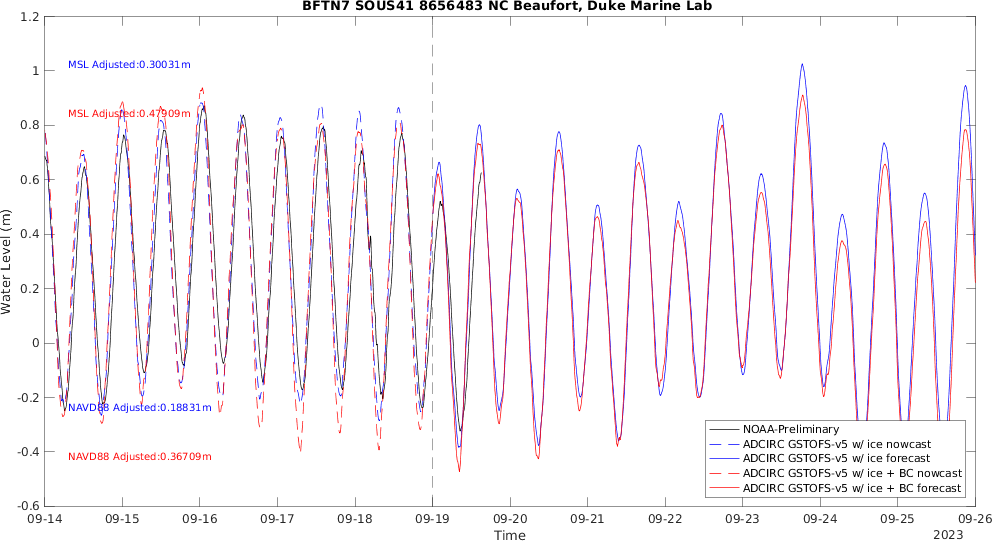 BFTN7 SOUS41 8656483 NC Beaufort, Duke Marine Lab
1.2
1
0.8
0.6
0.4
0.2
0
-0.2
-0.4
-0.6
Water Level (m)
MSL Adjusted:0.30031m
MSL Adjusted:0.47909m
NAVD88 Adjusted:0.18831m
NAVD88 Adjusted:0.36709m
NOAA-Preliminary
ADCIRC GSTOFS-v5 w/ ice nowcast
ADCIRC GSTOFS-v5 w/ ice forecast
ADCIRC GSTOFS-v5 w/ ice + BC nowcast
ADCIRC GSTOFS-v5 w/ ice + BC forecast
09-14 09-15 09-16 09-17 09-18 09-19 09-20 09-21 09-22 09-23 09-24 09-25 09-26
Time
2023